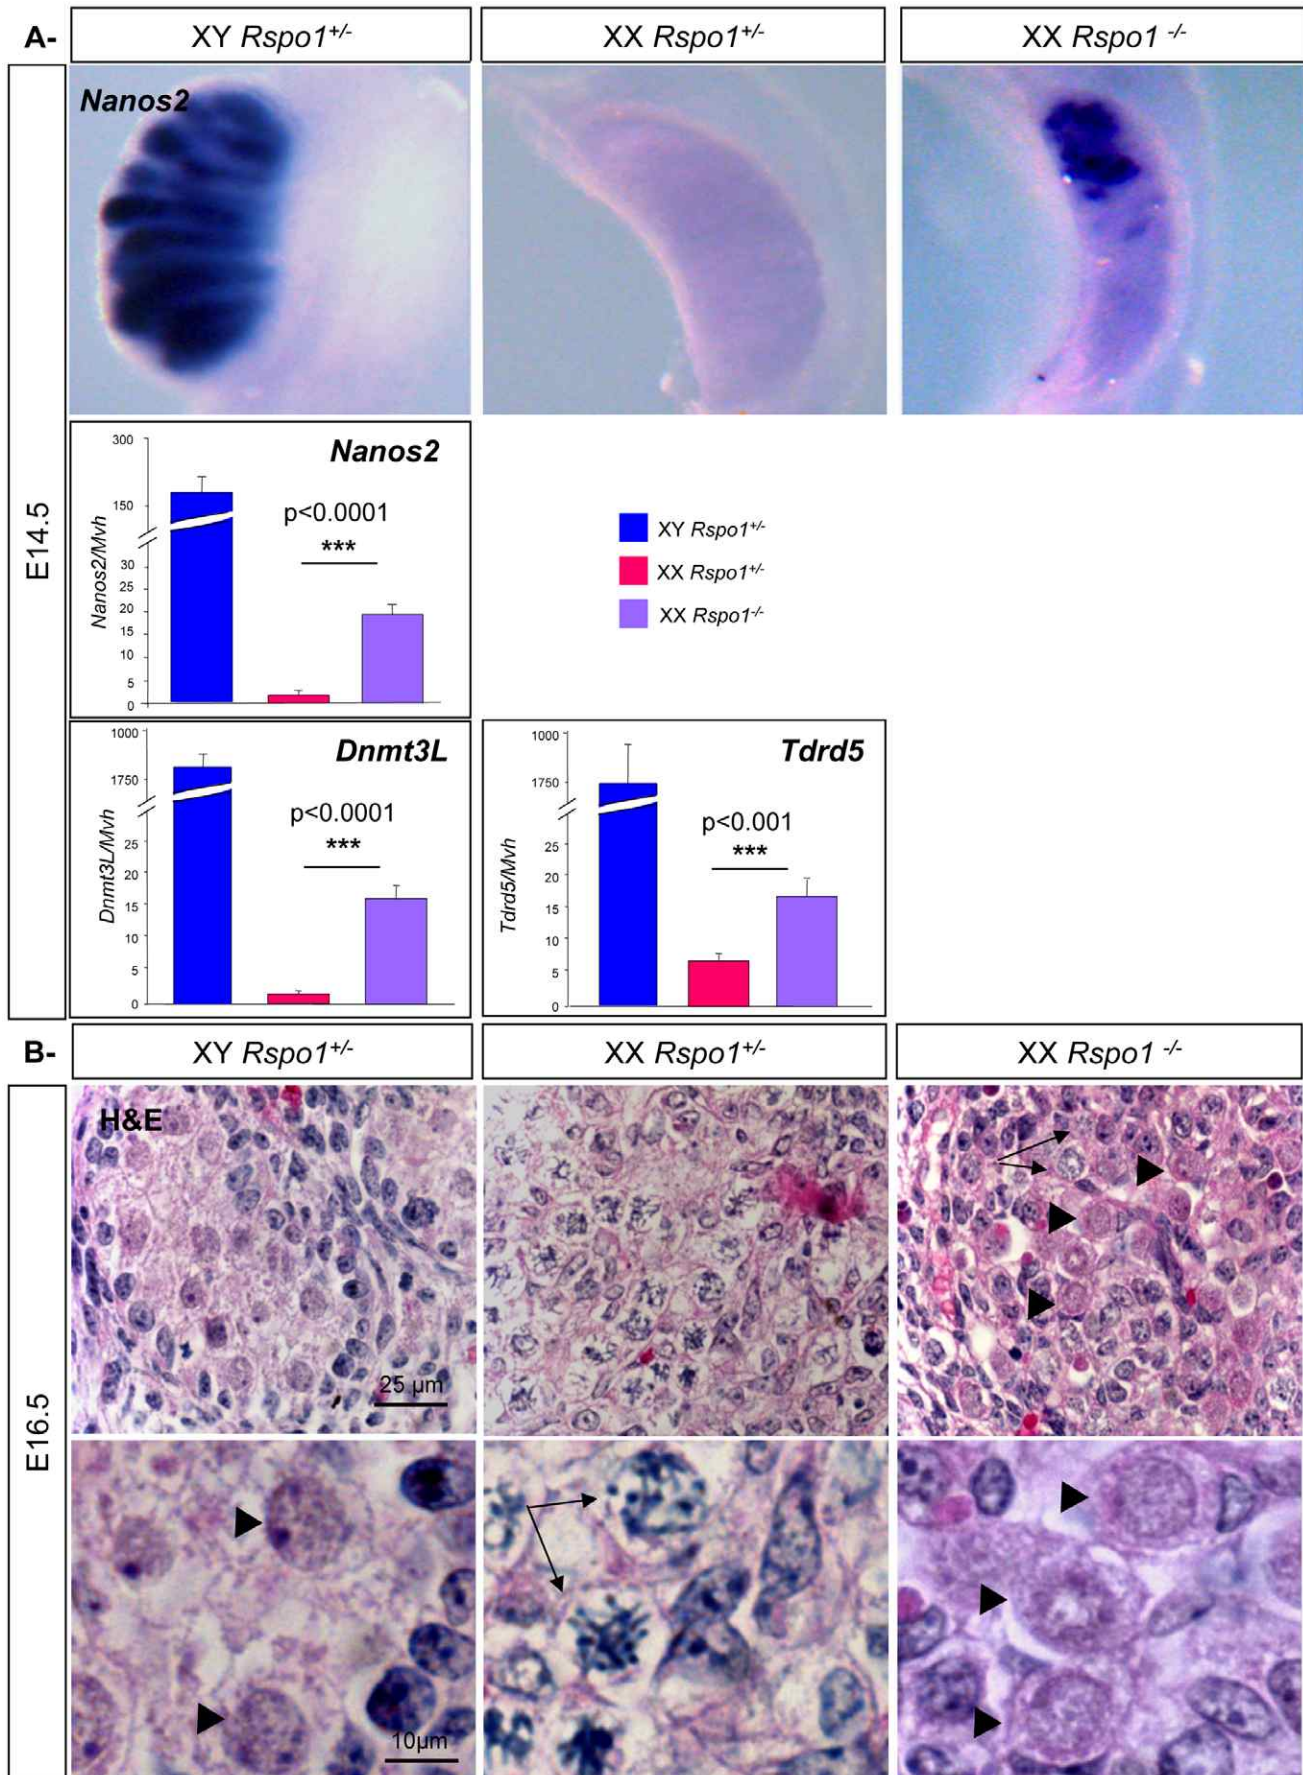 A-
XY Rspo1+/-
XX Rspo1+/-
XX Rspo1 -/-
E14.5
Nanos2
Nanos2
Nanos2/Mvh
300
150
30
25
20
15
10
5
0
p<0.0001
***
XY Rspo1+/-
XX Rspo1+/-
XX Rspo1-/-
Dnmt3L
Dnmt3L/Mvh
1000
1750
25
20
15
10
5
0
p<0.0001
***
Tdrd5
Tdrd5/Mvh
1000
1750
25
20
15
10
5
0
p<0.001
***
B-
XY Rspo1+/-
XX Rspo1+/-
XX Rspo1 -/-
E16.5
H&E
25 µm
10µm